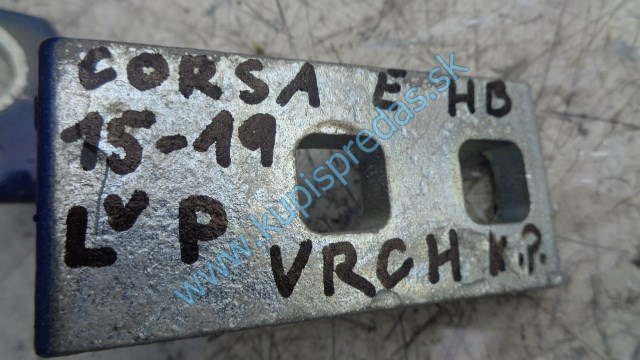 CORSA E HB
15-19
LVP VRCH K.P.
www.kupispredas.sk